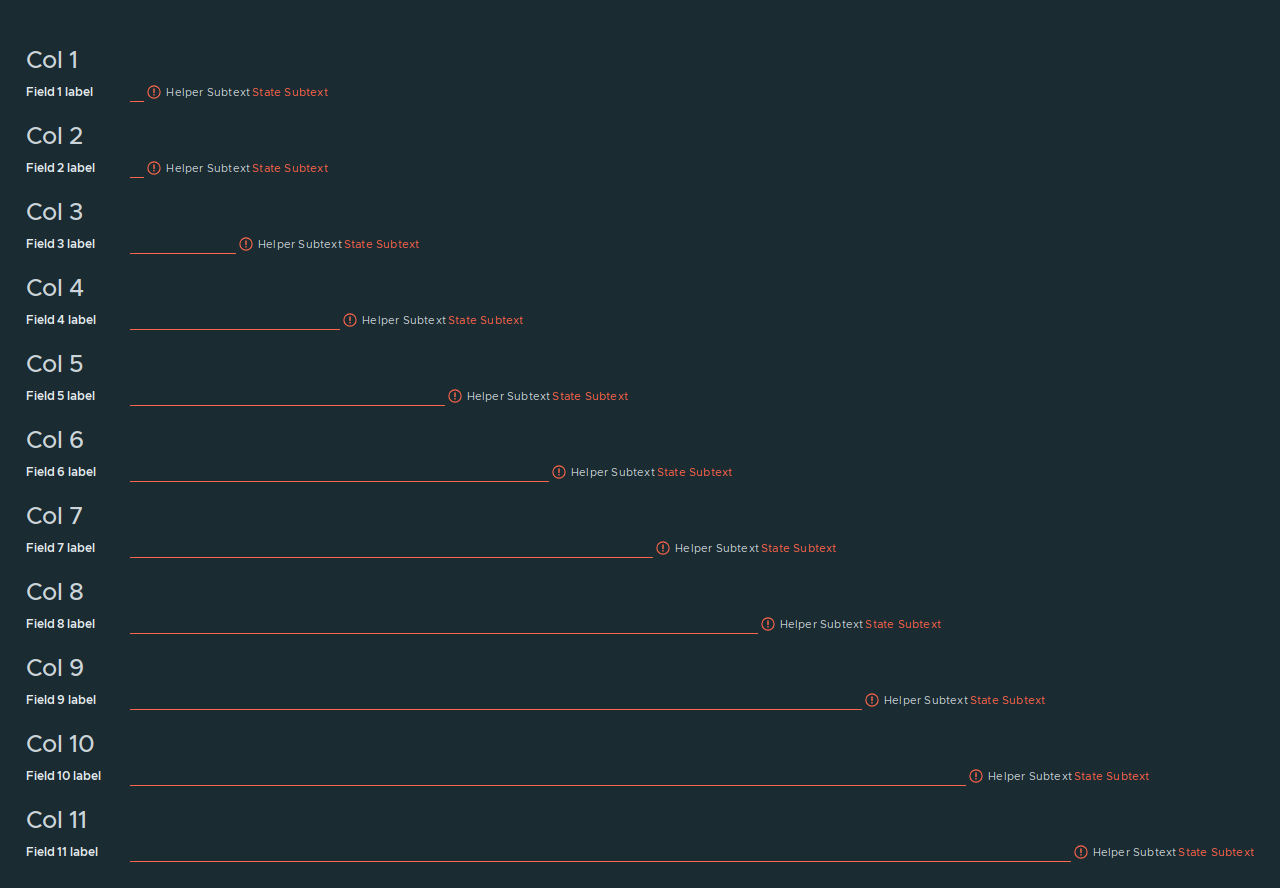 Col 1
Field 1 label Helper Subtext State Subtext
Col 2
Field 2 label Helper Subtext State Subtext
Col 3
Field 3 label Helper Subtext State Subtext
Col 4
Field 4 label Helper Subtext State Subtext
Col 5
Field 5 label Helper Subtext State Subtext
Col 6
Field 6 label Helper Subtext State Subtext
Col 7
Field 7 label Helper Subtext State Subtext
Col 8
Field 8 label Helper Subtext State Subtext
Col 9
Field 9 label Helper Subtext State Subtext
Col 10
Field 10 label Helper Subtext State Subtext
Col 11
Field 11 label Helper Subtext State Subtext